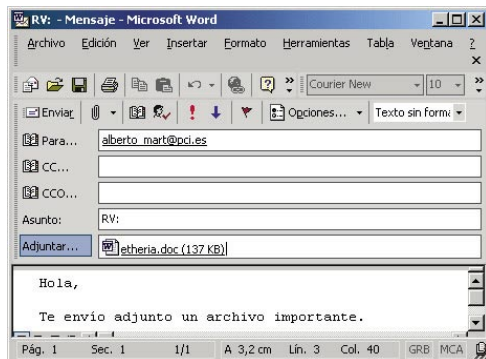 RV: - Mensaje - Microsoft Word
Archivo Edición Ver Insertar Formato Herramientas Tabla Ventana ?
Courier New 10
Enviar Opciones... Texto sin forma
Para... alberto_mart@pci.es
CC...
CCO...
Asunto: RV:
Adjuntar... etheria.doc (137 KB)
Hola,
Te envío adjunto un archivo importante.
Pág. 1 Sec. 1 1/1 A 3,2 cm Lín. 3 Col. 40 GRB MCA